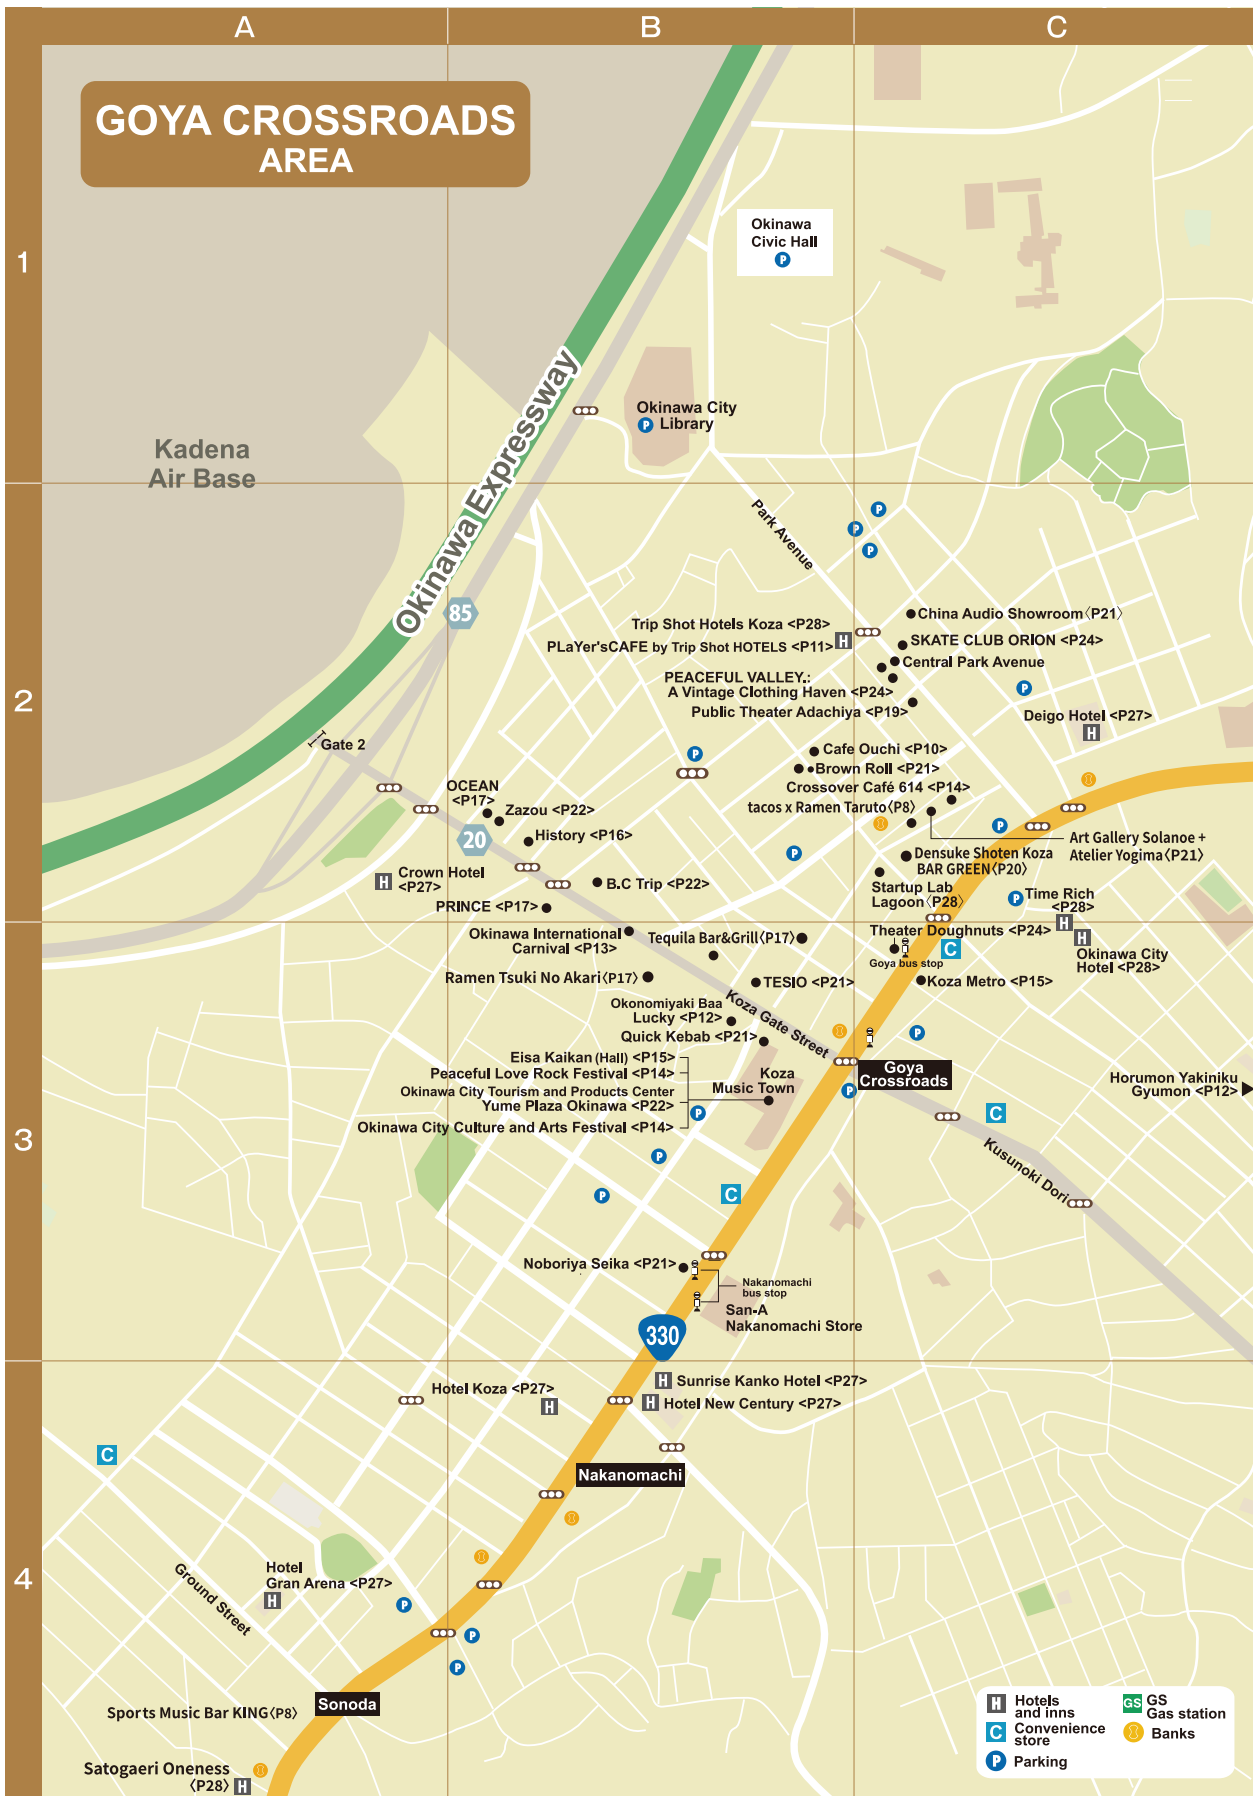 A
B
C
GOYA CROSSROADS
AREA
1
Okinawa
Civic Hall
P
Okinawa Expressway
Okinawa City
P Library
Kadena
Air Base
Park Avenue
P
P
P
2
85
China Audio Showroom〈P21〉
Trip Shot Hotels Koza <P28>
H
SKATE CLUB ORION <P24>
PLaYer'sCAFE by Trip Shot HOTELS <P11>
Central Park Avenue
PEACEFUL VALLEY.:
A Vintage Clothing Haven <P24>
P
Public Theater Adachiya <P19>
Deigo Hotel <P27>
H
Gate 2
P
Cafe Ouchi <P10>
Brown Roll <P21>
OCEAN
<P17>
Crossover Café 614 <P14>
Zazou <P22>
tacos x Ramen Taruto〈P8〉
P
20
History <P16>
Art Gallery Solanoe +
Atelier Yogima〈P21〉
P
Densuke Shoten Koza
BAR GREEN〈P20〉
H
Crown Hotel
<P27>
B.C Trip <P22>
Startup Lab
Lagoon〈P28〉
P
Time Rich
<P28>
H
PRINCE <P17>
Okinawa International
Carnival <P13>
Tequila Bar&Grill〈P17〉
Theater Doughnuts <P24>
H
Goya bus stop
C
Okinawa City
Hotel <P28>
Ramen Tsuki No Akari〈P17〉
TESIO <P21>
Koza Metro <P15>
Okonomiyaki Baa
Lucky <P12>
Koza Gate Street
Quick Kebab <P21>
P
3
Eisa Kaikan (Hall) <P15>
Peaceful Love Rock Festival <P14>
Okinawa City Tourism and Products Center
Yume Plaza Okinawa <P22>
Okinawa City Culture and Arts Festival <P14>
Koza
Music Town
Goya
Crossroads
P
P
Horumon Yakiniku
Gyumon <P12>
C
P
P
C
Kusunoki Dori
Noboriya Seika <P21>
Nakanomachi
bus stop
San-A
Nakanomachi Store
330
4
Hotel Koza <P27>
H
H
Sunrise Kanko Hotel <P27>
H
Hotel New Century <P27>
C
Nakanomachi
Hotel
Gran Arena <P27>
H
Ground Street
P
P
P
Sonoda
Sports Music Bar KING〈P8〉
Satogaeri Oneness
〈P28〉
H
H
Hotels
and inns
GS
GS
Gas station
C
Convenience
store
Banks
P
Parking